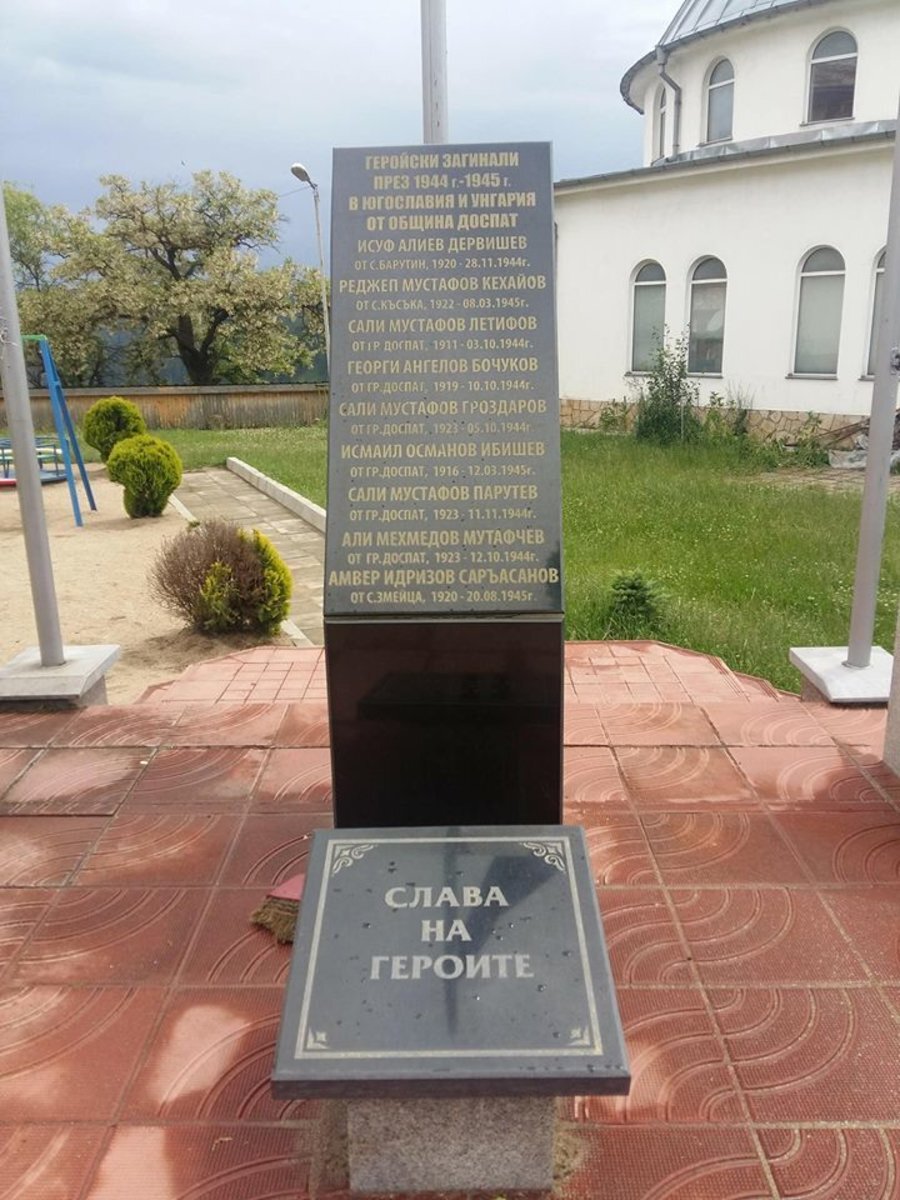 ГЕРОЙСКИ ЗАГИНАЛИ
ПРЕЗ 1944 г.-1945 г.
В ЮГОСЛАВИЯ И УНГАРИЯ
ОТ ОБЩИНА ДОСПАТ
ИСУФ АЛИЕВ ДЕРВИШЕВ
ОТ С.БАРУТИН, 1920 - 28.11.1944г.
РЕДЖЕП МУСТАФОВ КЕХАЙОВ
ОТ С.КЪСЪКА, 1922 - 08.03.1945г.
САЛИ МУСТАФОВ ЛЕТИФОВ
ОТ ГР. ДОСПАТ, 1911 - 03.10.1944г.
ГЕОРГИ АНГЕЛОВ БОЧУКОВ
ОТ ГР.ДОСПАТ, 1919 - 10.10.1944г.
САЛИ МУСТАФОВ ГРОЗДАРОВ
ОТ ГР.ДОСПАТ, 1923 - 05.10.1944г.
ИСМАИЛ ОСМАНОВ ИБИШЕВ
ОТ ГР.ДОСПАТ, 1916 - 12.03.1945г.
САЛИ МУСТАФОВ ПАРУТЕВ
ОТ ГР.ДОСПАТ, 1923 - 11.11.1944г.
АЛИ МЕХМЕДОВ МУТАФЧЕВ
ОТ ГР.ДОСПАТ, 1923 - 12.10.1944г.
АМВЕР ИДРИЗОВ САРЪАСАНОВ
ОТ С.ЗМЕЙЦА, 1920 - 20.08.1945г.
СЛАВА
НА
ГЕРОИТЕ